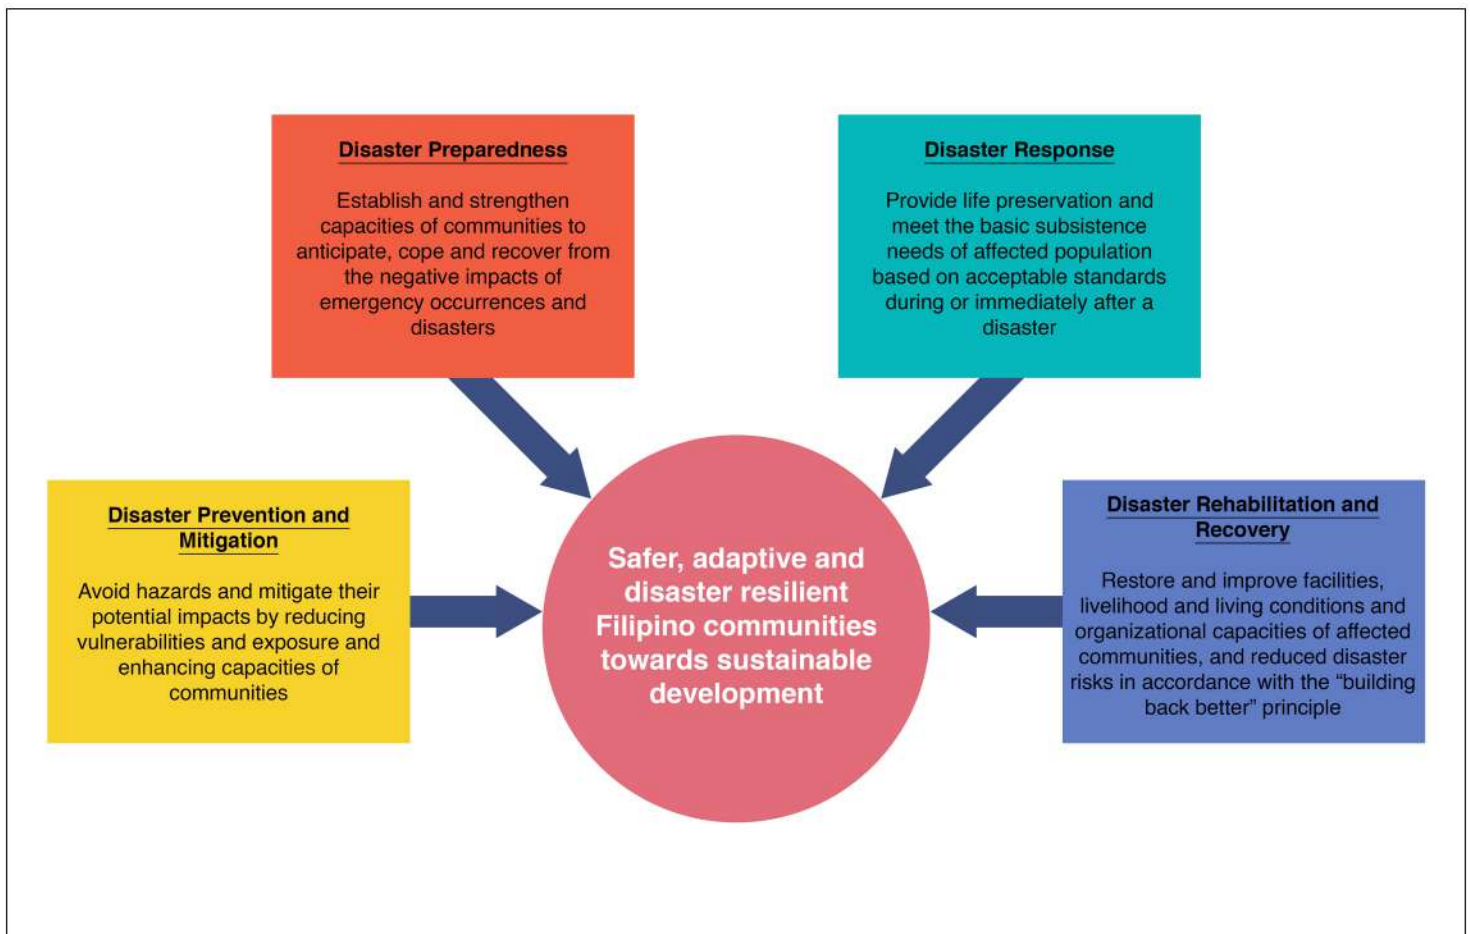 Disaster Preparedness
Establish and strengthen
capacities of communities to
anticipate, cope and recover from
the negative impacts of
emergency occurrences and
disasters
Disaster Response
Provide life preservation and
meet the basic subsistence
needs of affected population
based on acceptable standards
during or immediately after a
disaster
Disaster Prevention and
Mitigation
Avoid hazards and mitigate their
potential impacts by reducing
vulnerabilities and exposure and
enhancing capacities of
communities
Safer, adaptive and
disaster resilient
Filipino communities
towards sustainable
development
Disaster Rehabilitation and
Recovery
Restore and improve facilities,
livelihood and living conditions and
organizational capacities of affected
communities, and reduced disaster
risks in accordance with the “building
back better” principle